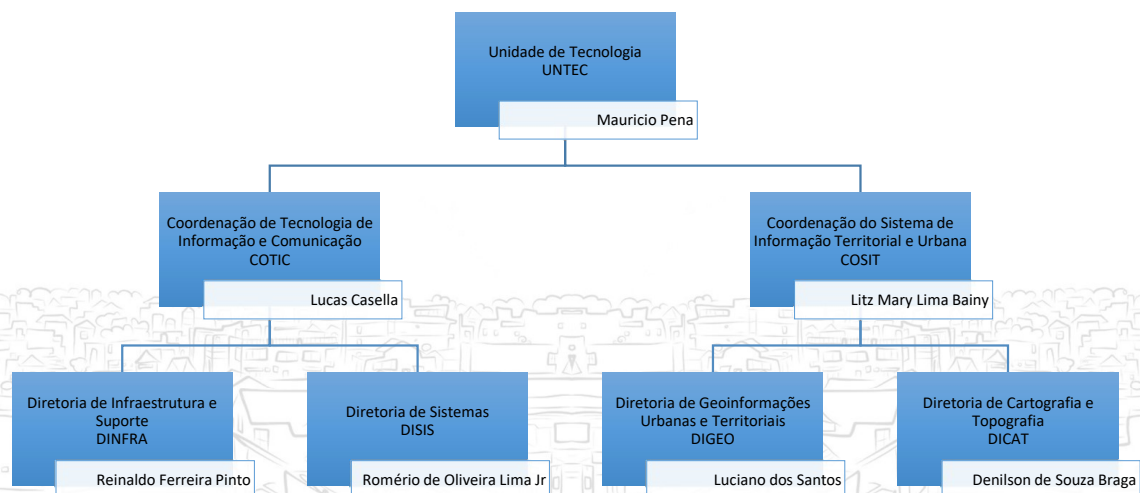 Unidade de Tecnologia
UNTEC
Mauricio Pena
Coordenação de Tecnologia de
Informação e Comunicação
COTIC
Lucas Casella
Coordenação do Sistema de
Informação Territorial e Urbana
COSIT
Litz Mary Lima Bainy
Diretoria de Infraestrutura e
Suporte
DINFRA
Reinaldo Ferreira Pinto
Diretoria de Sistemas
DISIS
Romério de Oliveira Lima Jr
Diretoria de Geoinformações
Urbanas e Territoriais
DIGEO
Luciano dos Santos
Diretoria de Cartografia e
Topografia
DICAT
Denilson de Souza Braga